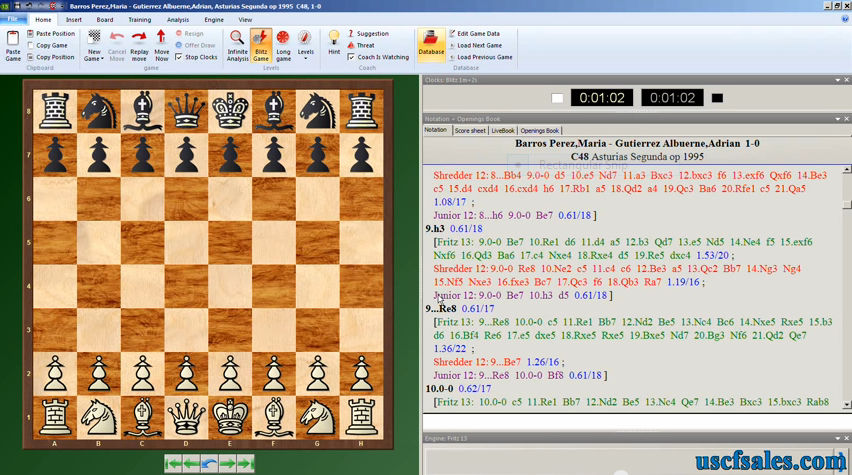 Barros Perez,Maria - Gutierrez Albuerne,Adrian, Asturias Segunda op 1995 C48, 1-0
File Home Insert Board Training Analysis Engine View
Paste Game
Paste Position
Copy Game
Copy Position
Clipboard
New Game
Cancel Move
Replay move
Move Now
Resign
Offer Draw
Stop Clocks
game
Infinite Analysis
Blitz Game
Long game
Levels
Levels
Hint
Suggestion
Threat
Coach Is Watching
Coach
Database
Edit Game Data
Load Next Game
Load Previous Game
Database
Clocks: Blitz 1m+2s
0:01:02 0:01:02
Notation + Openings Book
Notation Score sheet LiveBook Openings Book
Barros Perez,Maria - Gutierrez Albuerne,Adrian 1-0
C48 Asturias Segunda op 1995
Rectangular Snip
Shredder 12: 8...Bb4 9.0-0 d5 10.e5 Nd7 11.a3 Bxc3 12.bxc3 f6 13.exf6 Qxf6 14.Be3
c5 15.d4 cxd4 16.cxd4 h6 17.Rb1 a5 18.Qd2 a4 19.Qc3 Ba6 20.Rfe1 c5 21.Qa5
1.08/17 ;
Junior 12: 8...h6 9.0-0 Be7 0.61/18 ]
9.h3 0.61/18
[Fritz 13: 9.0-0 Be7 10.Re1 d6 11.d4 a5 12.b3 Qd7 13.e5 Nd5 14.Ne4 f5 15.exf6
Nxf6 16.Qd3 Ba6 17.c4 Nxe4 18.Rxe4 d5 19.Re5 dxc4 1.53/20 ;
Shredder 12: 9.0-0 Re8 10.Ne2 c5 11.c4 c6 12.Be3 a5 13.Qc2 Bb7 14.Ng3 Ng4
15.Nf5 Nxe3 16.fxe3 Bc7 17.Qc3 f6 18.Qb3 Ra7 1.19/16 ;
Junior 12: 9.0-0 Be7 10.h3 d5 0.61/18 ]
9...Re8 0.61/17
[Fritz 13: 9...Re8 10.0-0 c5 11.Re1 Bb7 12.Nd2 Be5 13.Nc4 Bc6 14.Nxe5 Rxe5 15.b3
d6 16.Bf4 Re6 17.e5 dxe5 18.Rxe5 Rxe5 19.Bxe5 Nd7 20.Bg3 Nf6 21.Qd2 Qe7
1.36/22 ;
Shredder 12: 9...Be7 1.26/16 ;
Junior 12: 9...Re8 10.0-0 Bf8 0.61/18 ]
10.0-0 0.62/17
[Fritz 13: 10.0-0 c5 11.Re1 Bb7 12.Nd2 Be5 13.Nc4 Qe7 14.Be3 Bxc3 15.bxc3 Rab8
8
7
6
5
4
3
2
1
A B C D E F G H
Engine: Fritz 13
uscfsales.com